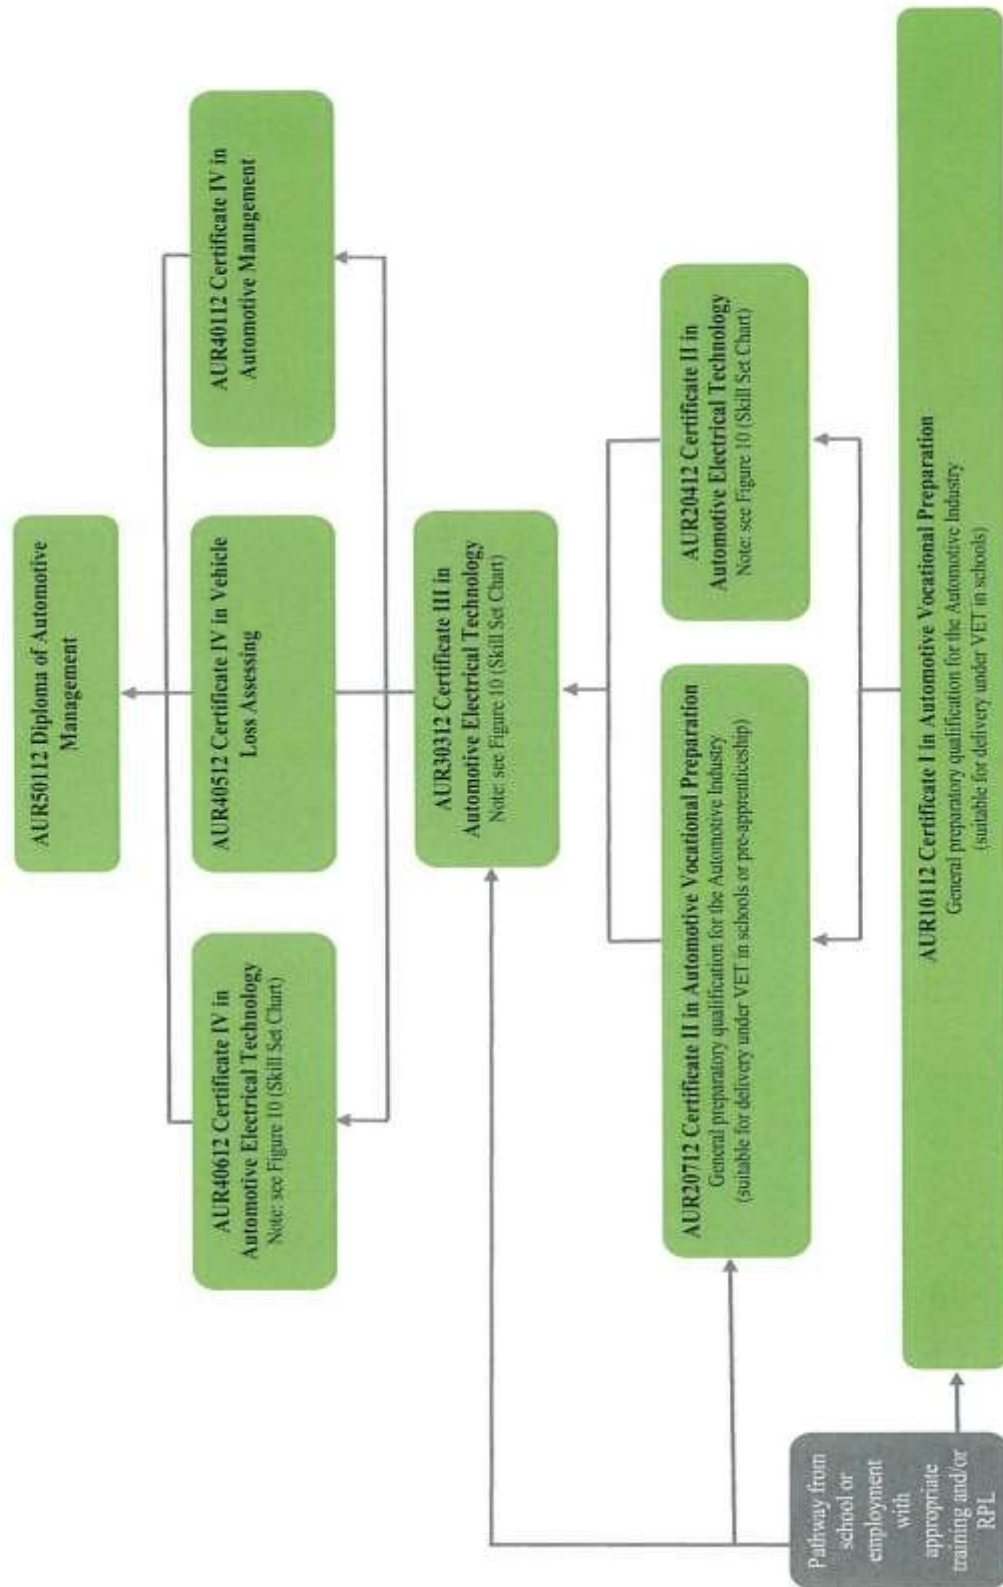 AUR50112 Diploma of Automotive
Management
AUR40612 Certificate IV in
Automotive Electrical Technology
Note: see Figure 10 (Skill Set Chart)
AUR40512 Certificate IV in Vehicle
Loss Assessing
AUR40112 Certificate IV in
Automotive Management
AUR30312 Certificate III in
Automotive Electrical Technology
Note: see Figure 10 (Skill Set Chart)
AUR20712 Certificate II in Automotive Vocational Preparation
General preparatory qualification for the Automotive Industry
(suitable for delivery under VET in schools or pre-apprenticeship)
AUR20412 Certificate II in
Automotive Electrical Technology
Note: see Figure 10 (Skill Set Chart)
Pathway from
school or
employment
with
appropriate
training and/or
RPL
AUR10112 Certificate I in Automotive Vocational Preparation
General preparatory qualification for the Automotive Industry
(suitable for delivery under VET in schools)